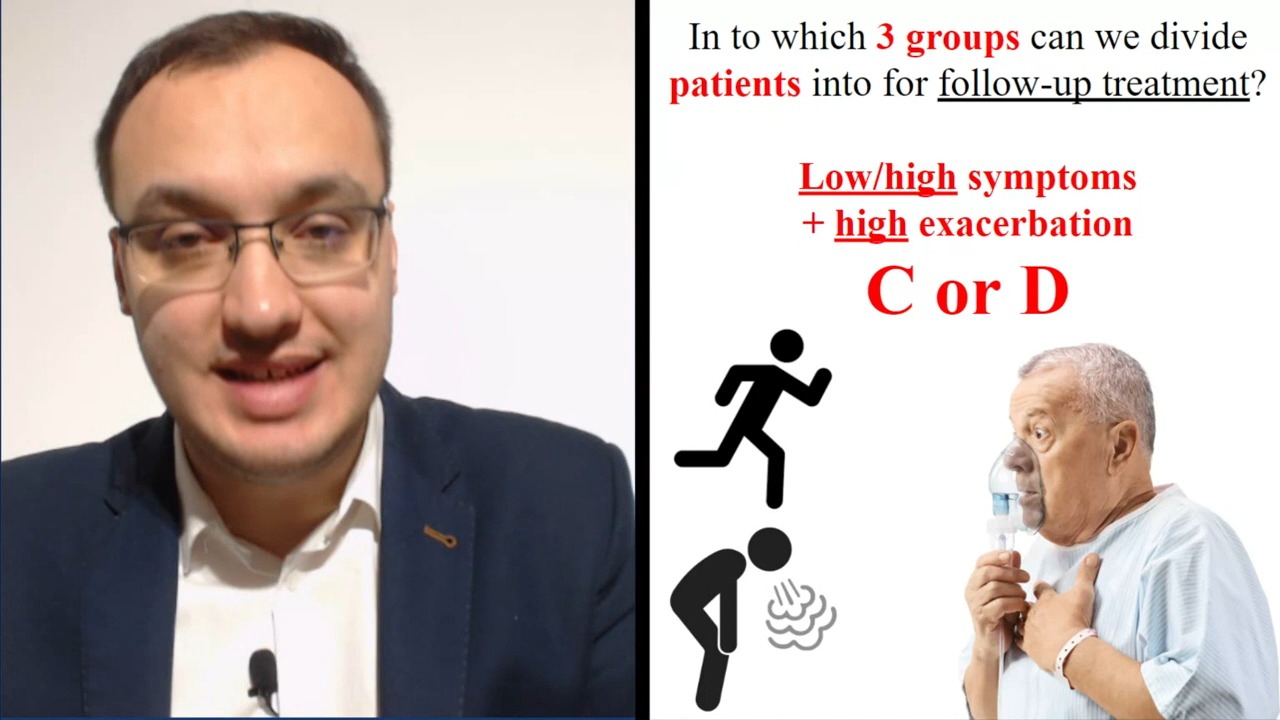 In to which 3 groups can we divide
patients into for follow-up treatment?
Low/high symptoms
+ high exacerbation
C or D